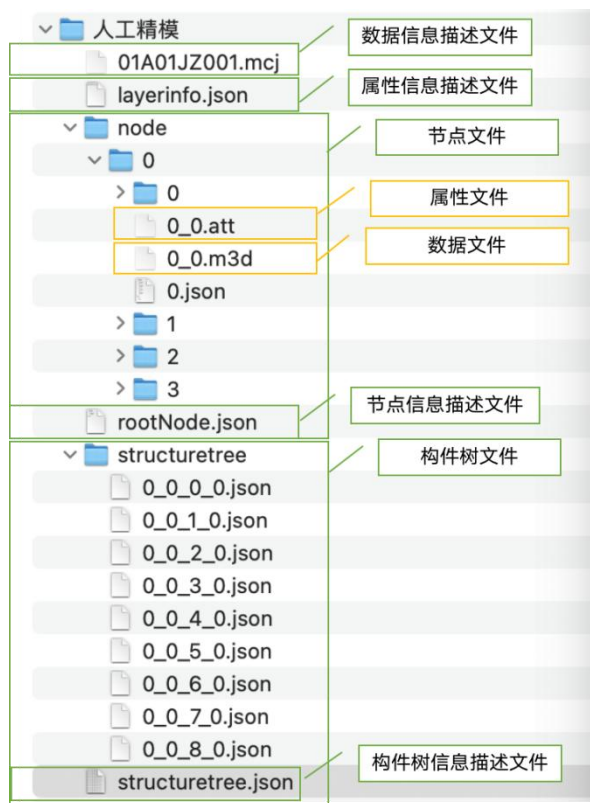 人工精模
数据信息描述文件
01A01JZ001.mcj
属性信息描述文件
layerinfo.json
node
节点文件
0
0
属性文件
0_0.att
数据文件
0_0.m3d
0.json
1
2
3
节点信息描述文件
rootNode.json
structuretree
构件树文件
0_0_0_0.json
0_0_1_0.json
0_0_2_0.json
0_0_3_0.json
0_0_4_0.json
0_0_5_0.json
0_0_6_0.json
0_0_7_0.json
0_0_8_0.json
构件树信息描述文件
structuretree.json